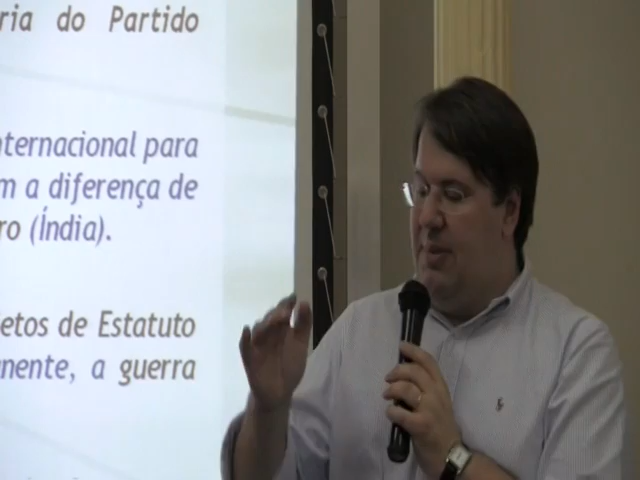 ria do Partido
nternacional para
m a diferença de
ro (Índia).
etos de Estatuto
nente, a guerra